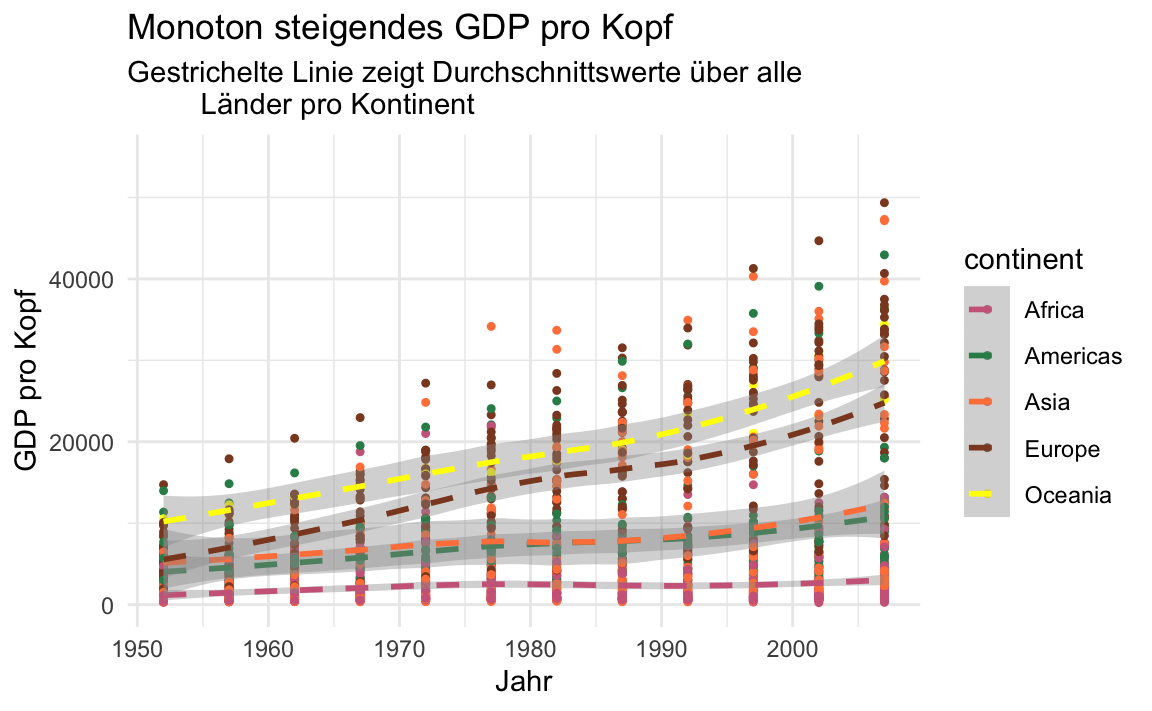 Monoton steigendes GDP pro Kopf
Gestrichelte Linie zeigt Durchschnittswerte über alle
Länder pro Kontinent
GDP pro Kopf
40000
20000
0
1950 1960 1970 1980 1990 2000
Jahr
continent
Africa
Americas
Asia
Europe
Oceania